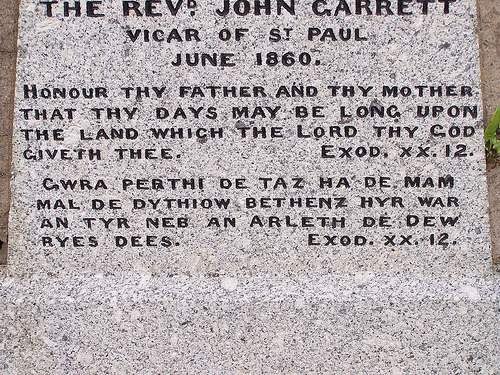 THE REVD. JOHN GARRETT
VICAR OF ST PAUL
JUNE 1860.
HONOUR THY FATHER AND THY MOTHER:
THAT THY DAYS MAY BE LONG UPON
THE LAND WHICH THE LORD THY GOD
GIVETH THEE. EXOD. XX. 12.
GWRA PERTHI DE TAZ HA DE MAM
MAL DE DYTHIOW BETHENZ HYR WAR
AN TYR NEB AN ARLETH DE DEW
RYES DEES. EXOD. XX. 12.